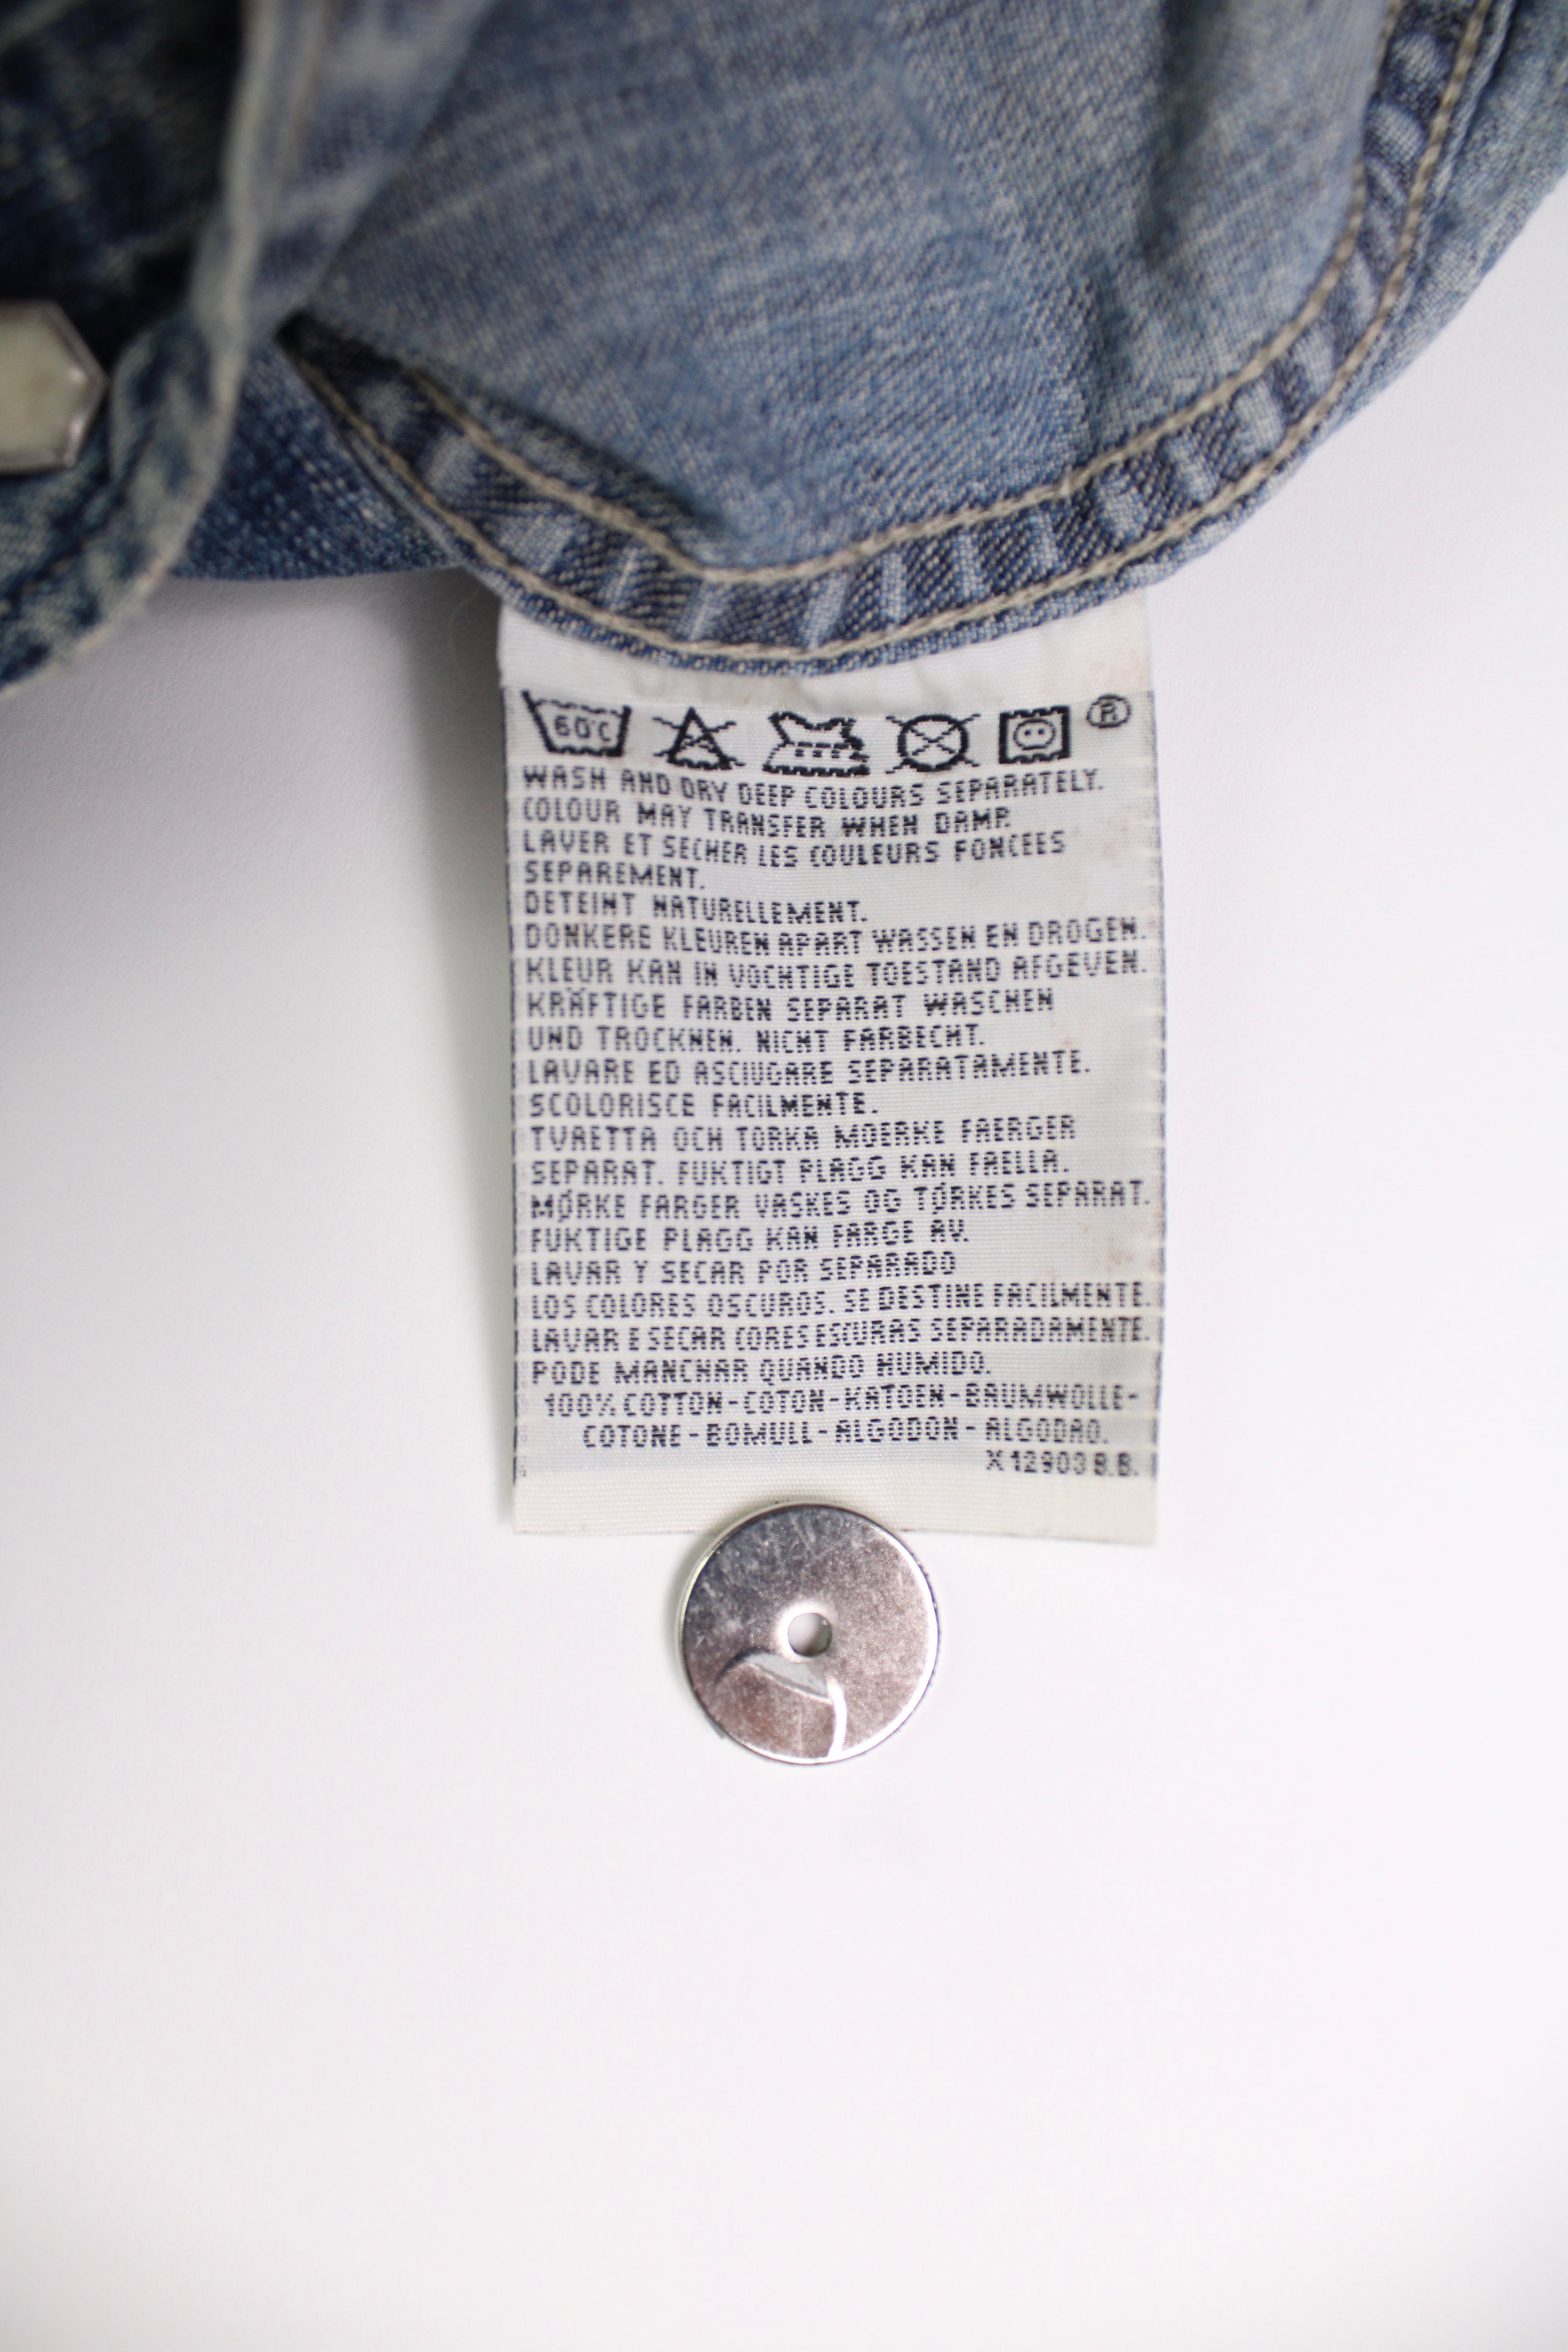 60°C
®
WASH AND DRY DEEP COLOURS SEPARATELY.
COLOUR MAY TRANSFER WHEN DAMP.
LAVER ET SECHER LES COULEURS FONCEES
SEPAREMENT.
DETEINT NATURELLEMENT.
DONKERE KLEUREN APART WASSEN EN DROGEN.
KLEUR KAN IN VOCHTIGE TOESTAND AFGEVEN.
KRÄFTIGE FARBEN SEPARAT WASCHEN
UND TROCKNEN. NICHT FARBECHT.
LAVARE ED ASCIUGARE SEPARATAMENTE.
SCOLORISCE FACILMENTE.
TVAETTA OCH TORKA MOERKE FAERGER
SEPARAT. FUKTIGT PLAGG KAN FAELLA.
MØRKE FARGER VASKES OG TØRKES SEPARAT.
FUKTIGE PLAGG KAN FARGE AV.
LAVAR Y SECAR POR SEPARADO
LOS COLORES OSCUROS. SE DESTINE FACILMENTE.
LAVAR E SECAR CORES ESCURAS SEPARADAMENTE.
PODE MANCHAR QUANDO HUMIDO.
100% COTTON-COTON-KATOEN-BAUMWOLLE-
COTONE-BOMULL-ALGODON-ALGODAO.
X12903 B.B.